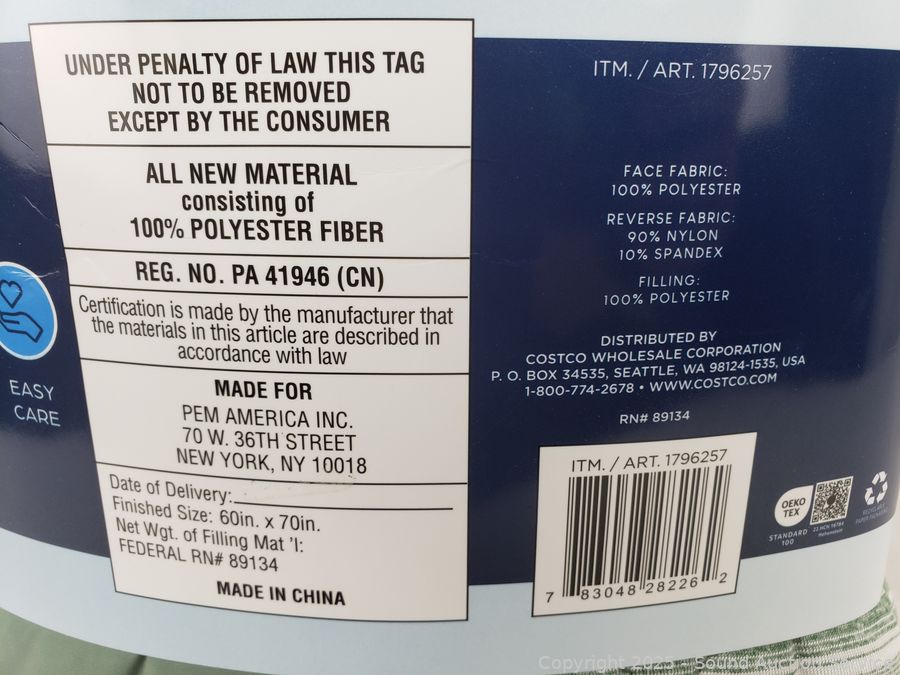 UNDER PENALTY OF LAW THIS TAG
NOT TO BE REMOVED
EXCEPT BY THE CONSUMER
ALL NEW MATERIAL
consisting of
100% POLYESTER FIBER
REG. NO. PA 41946 (CN)
Certification is made by the manufacturer that
the materials in this article are described in
accordance with law
MADE FOR
PEM AMERICA INC.
70 W. 36TH STREET
NEW YORK, NY 10018
Date of Delivery:
Finished Size: 60in. x 70in.
Net Wgt. of Filling Mat 'l:
FEDERAL RN# 89134
MADE IN CHINA
EASY
CARE
ITM. / ART. 1796257
FACE FABRIC:
100% POLYESTER
REVERSE FABRIC:
90% NYLON
10% SPANDEX
FILLING:
100% POLYESTER
DISTRIBUTED BY
COSTCO WHOLESALE CORPORATION
P. O. BOX 34535, SEATTLE, WA 98124-1535, USA
1-800-774-2678 • WWW.COSTCO.COM
RN# 89134
ITM. / ART. 1796257
7 83048 28226 2
OEKO
TEX
STANDARD
100
Hohenstein
Copyright 2025 - Sound Auction Service